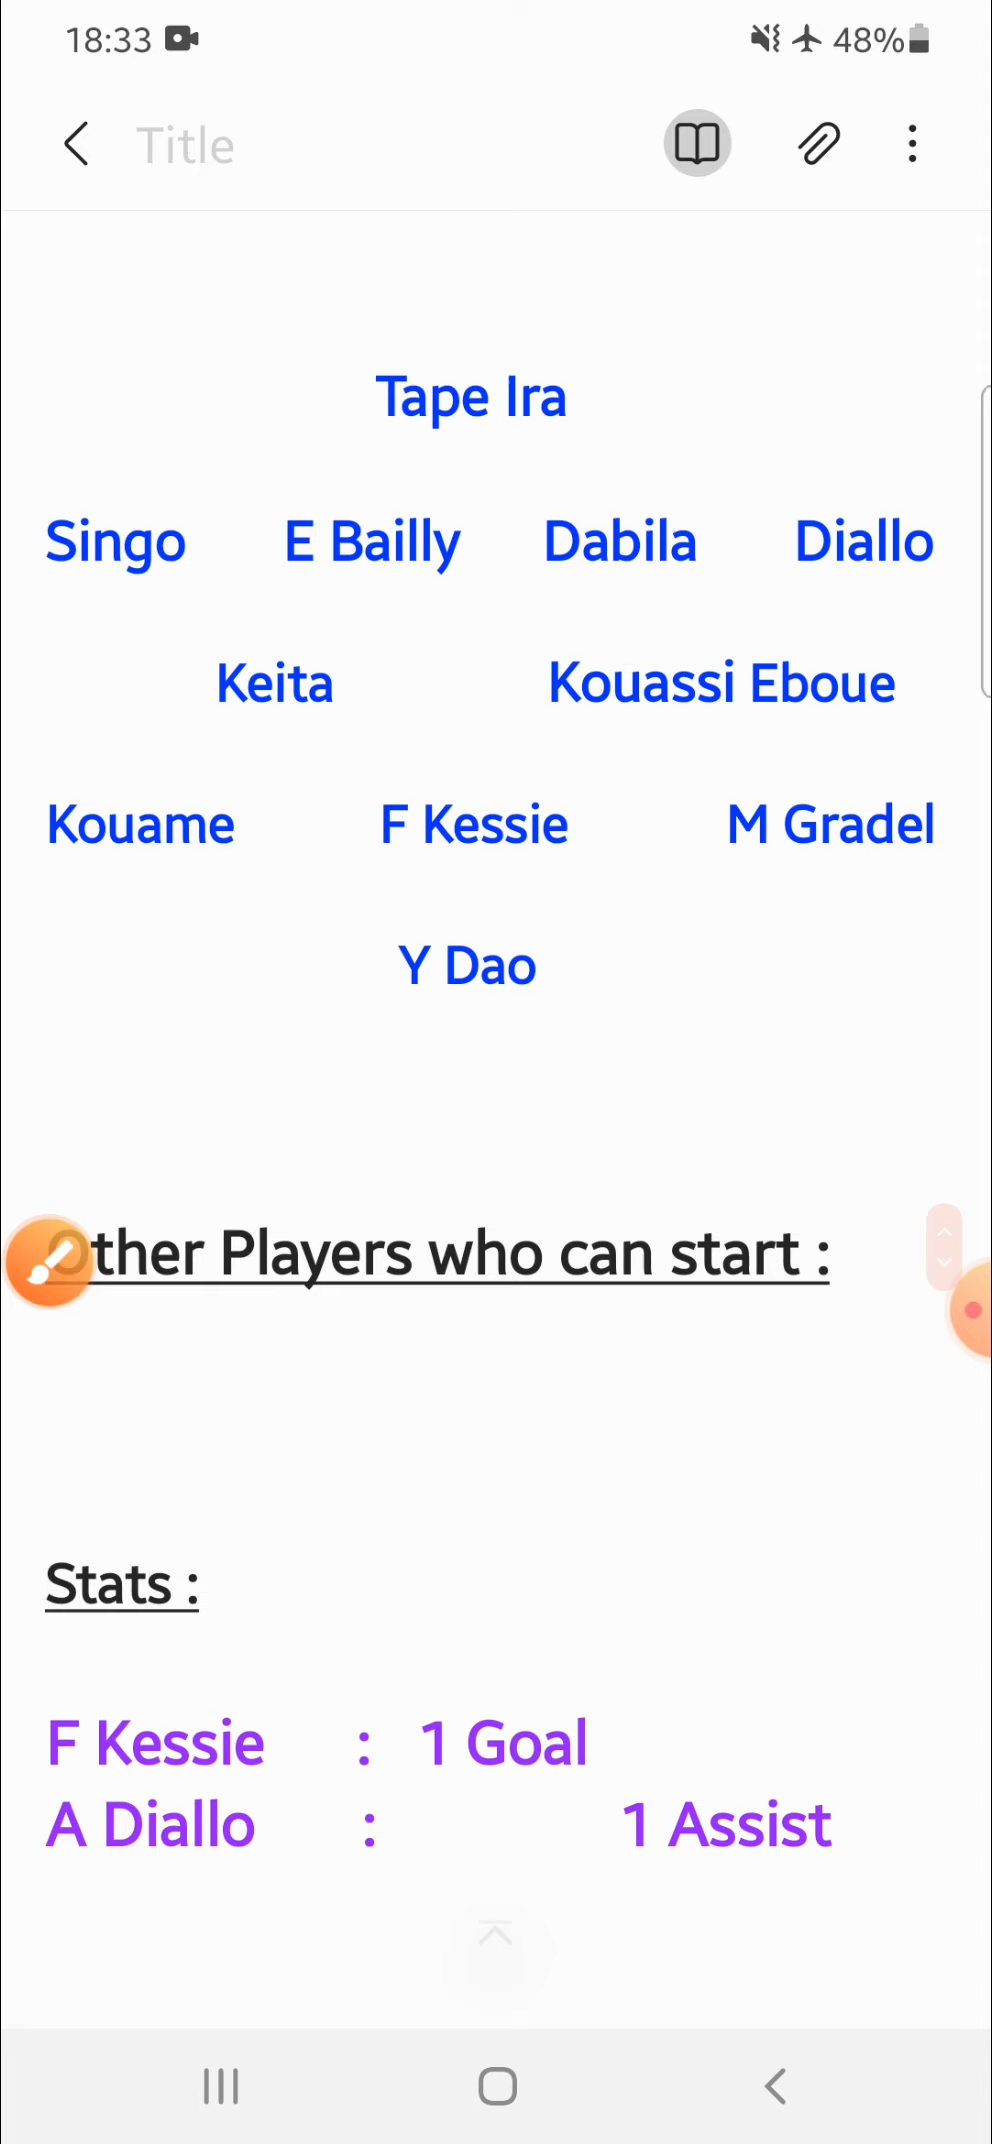 18:33 48%
Title
Tape Ira
Singo E Bailly Dabila Diallo
Keita Kouassi Eboue
Kouame F Kessie M Gradel
Y Dao
Other Players who can start :
Stats :
F Kessie : 1 Goal
A Diallo : 1 Assist